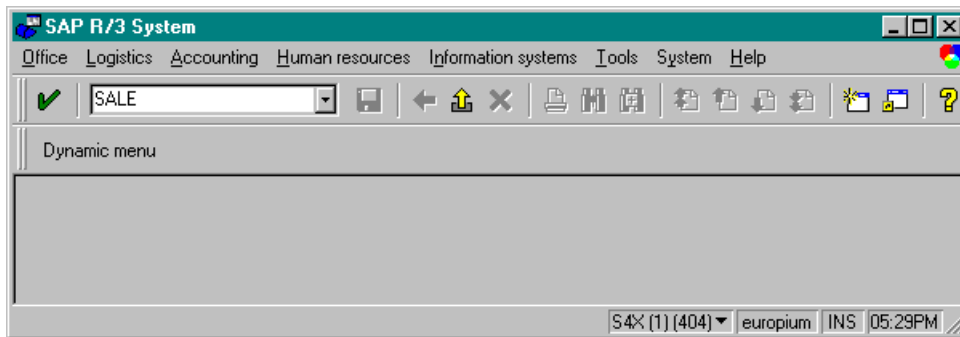 SAP R/3 System
Office Logistics Accounting Human resources Information systems Tools System Help
SALE
Dynamic menu
S4X (1) (404) europium INS 05:29PM